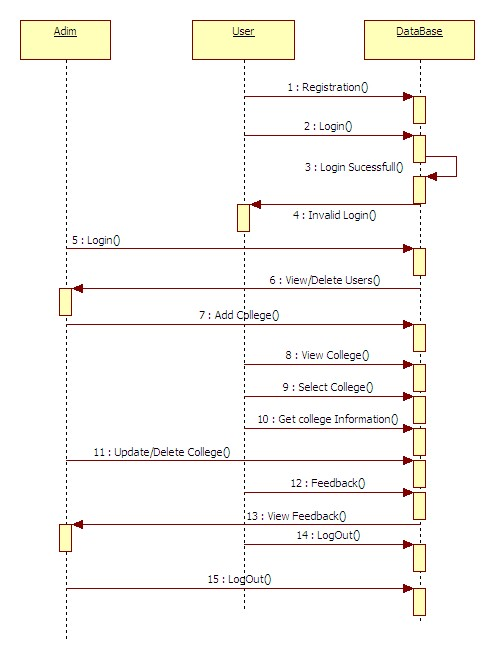 Adim
User
DataBase
1 : Registration()
2 : Login()
3 : Login Sucessfull()
4 : Invalid Login()
5 : Login()
6 : View/Delete Users()
7 : Add College()
8 : View College()
9 : Select College()
10 : Get college Information()
11 : Update/Delete College()
12 : Feedback()
13 : View Feedback()
14 : LogOut()
15 : LogOut()